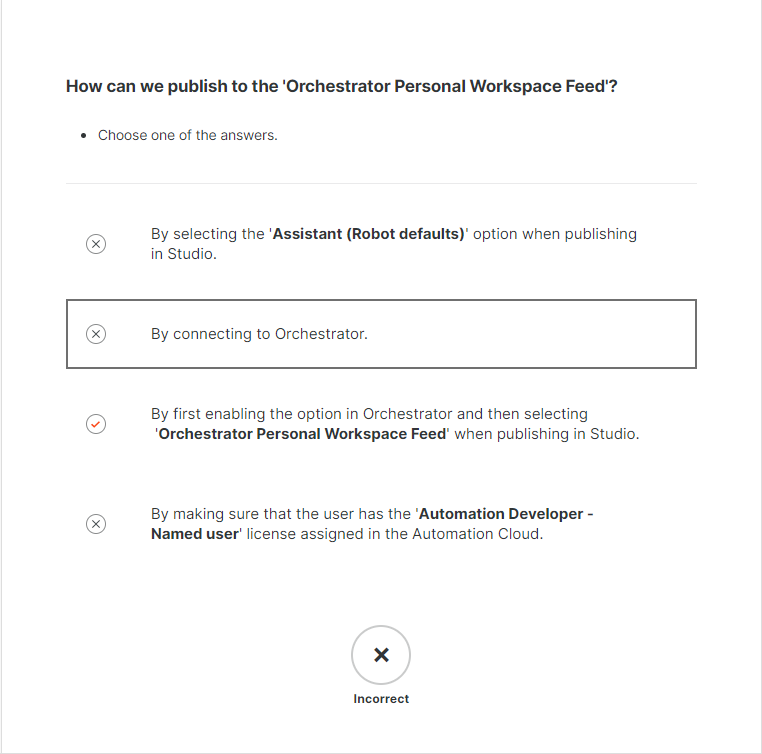 How can we publish to the 'Orchestrator Personal Workspace Feed'?
• Choose one of the answers.
By selecting the 'Assistant (Robot defaults)' option when publishing
in Studio.
By connecting to Orchestrator.
By first enabling the option in Orchestrator and then selecting
'Orchestrator Personal Workspace Feed' when publishing in Studio.
By making sure that the user has the 'Automation Developer -
Named user' license assigned in the Automation Cloud.
Incorrect